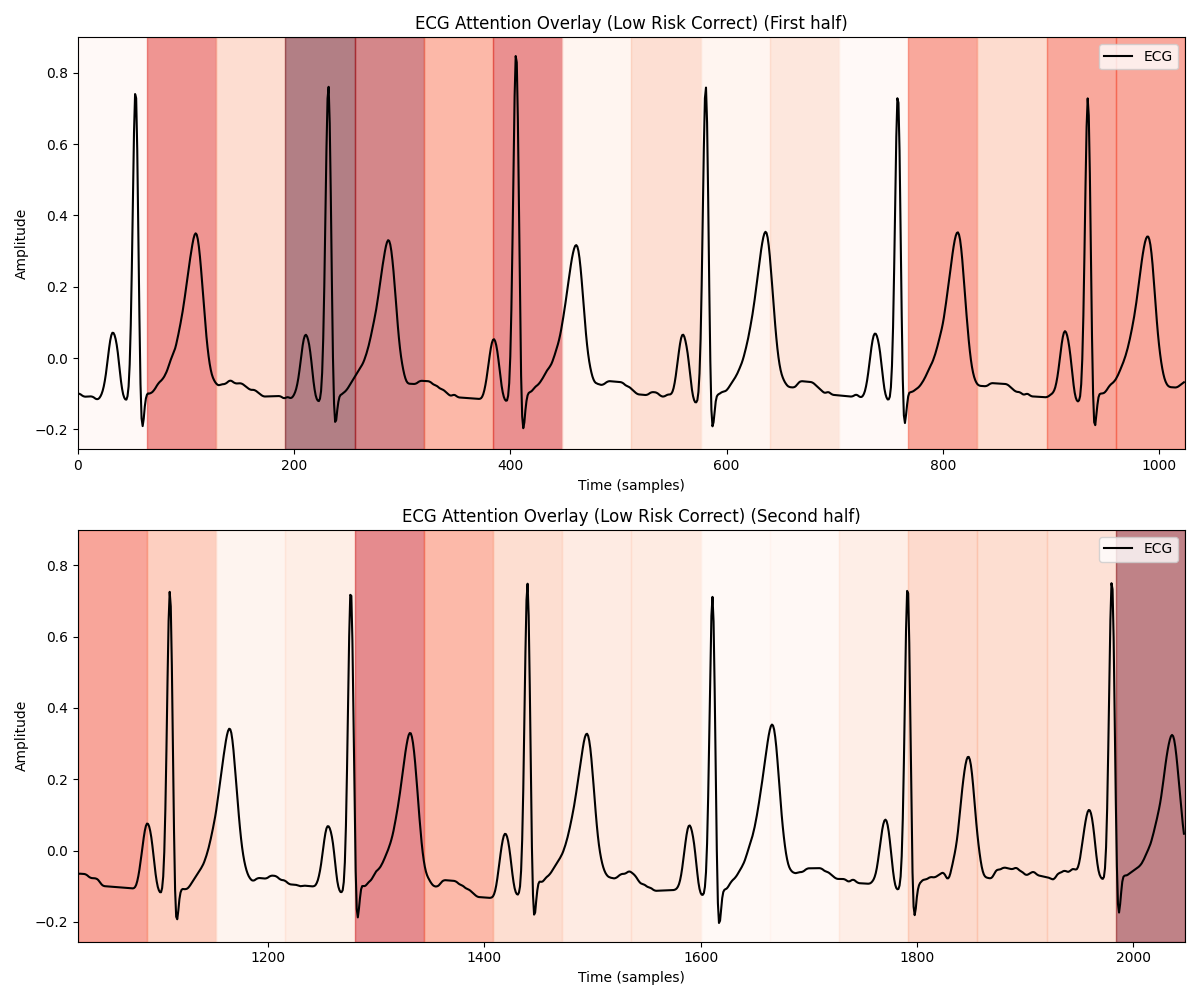 ECG Attention Overlay (Low Risk Correct) (First half)
ECG
Amplitude
0.8
0.6
0.4
0.2
0.0
−0.2
0 200 400 600 800 1000
Time (samples)
ECG Attention Overlay (Low Risk Correct) (Second half)
ECG
Amplitude
0.8
0.6
0.4
0.2
0.0
−0.2
1200 1400 1600 1800 2000
Time (samples)